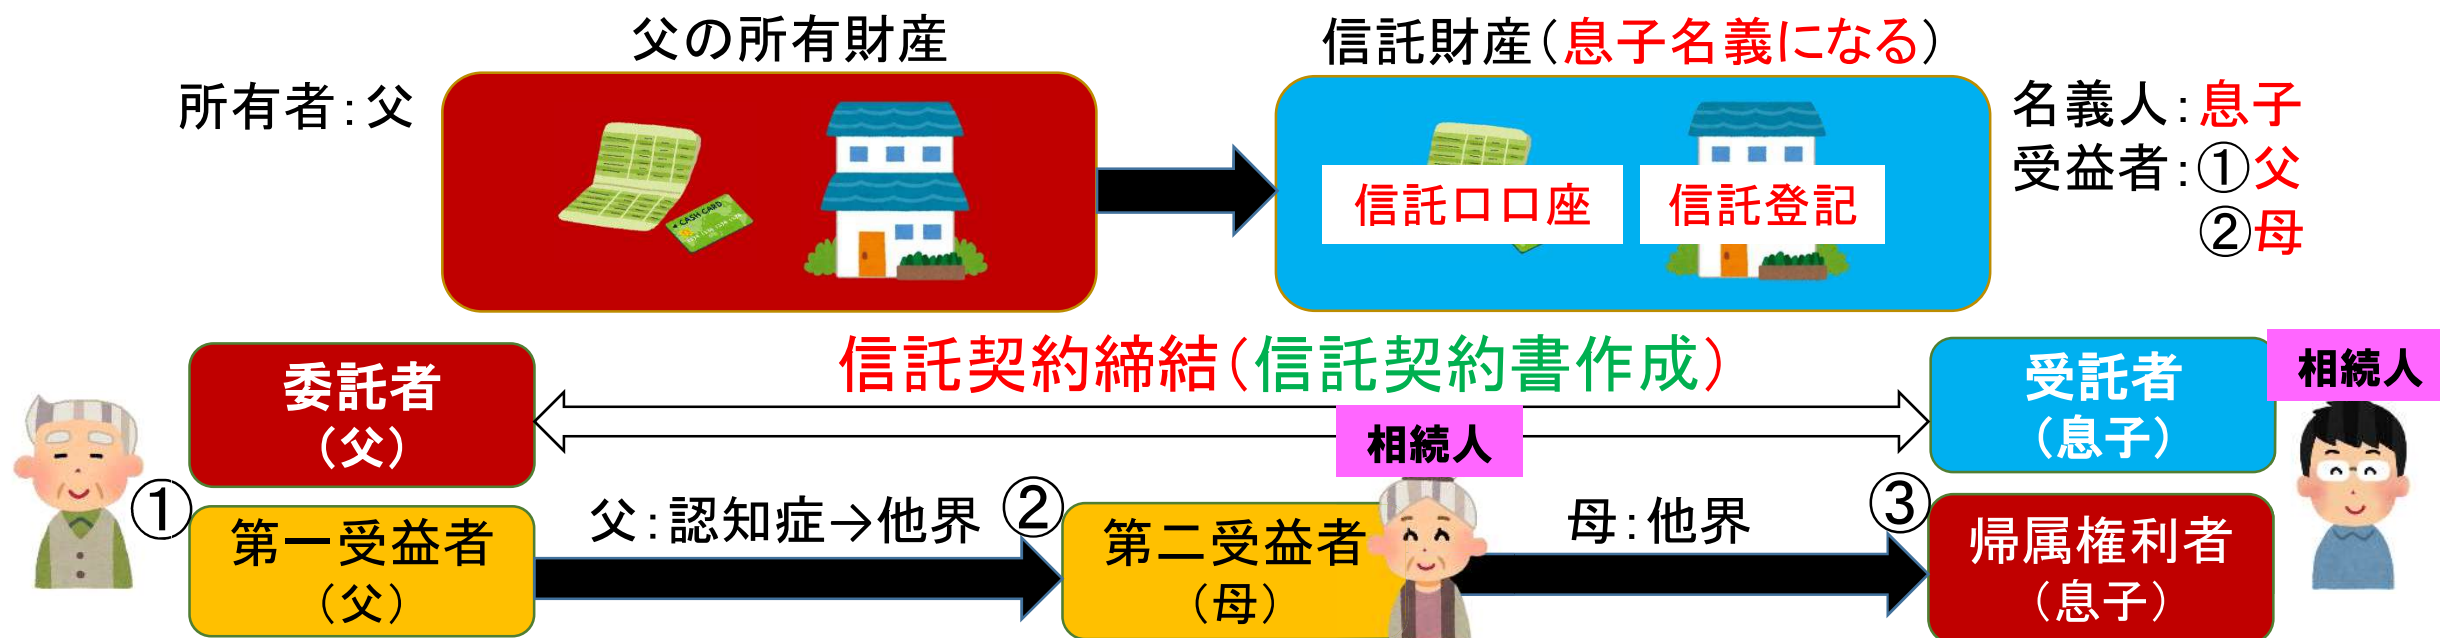 父の所有財産
信託財産（息子名義になる）
所有者：父
CASH CARD
信託口口座
信託登記
名義人：息子
受益者：①父
②母
信託契約締結（信託契約書作成）
委託者
（父）
受託者
（息子）
相続人
相続人
①
第一受益者
（父）
父：認知症→他界
②
第二受益者
（母）
母：他界
③
帰属権利者
（息子）